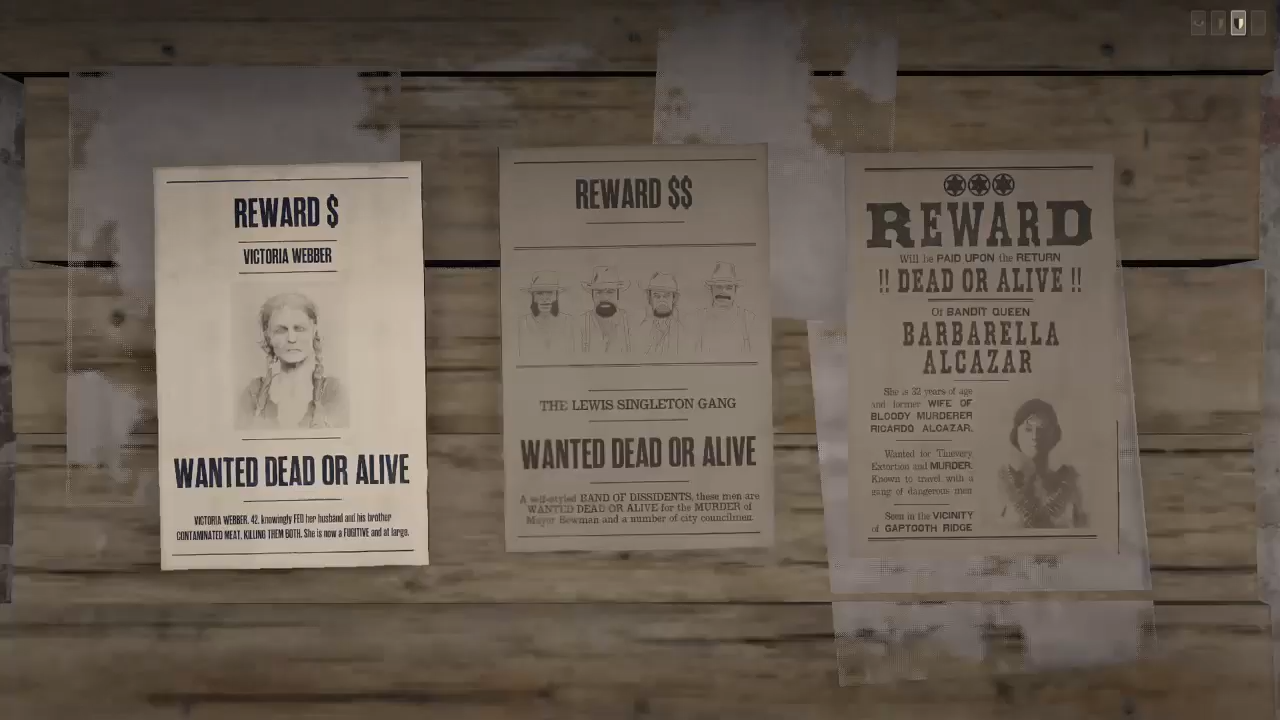 REWARD $
VICTORIA WEBBER
WANTED DEAD OR ALIVE
VICTORIA WEBBER, 42, knowingly FED her husband and his brother
CONTAMINATED MEAT, KILLING THEM BOTH. She is now a FUGITIVE and at large.
REWARD $$
THE LEWIS SINGLETON GANG
WANTED DEAD OR ALIVE
A self-styled BAND OF DISSIDENTS, these men are
WANTED DEAD OR ALIVE for the MURDER of
Mayor Bowman and a number of city councilmen.
REWARD
Will be PAID UPON the RETURN
!! DEAD OR ALIVE !!
Of BANDIT QUEEN
BARBARELLA
ALCAZAR
She is 32 years of age
and former WIFE OF
BLOODY MURDERER
RICARDO ALCAZAR.
Wanted for Thievery
Extortion and MURDER.
Known to travel with a
gang of dangerous men
Seen in the VICINITY
of GAPTOOTH RIDGE